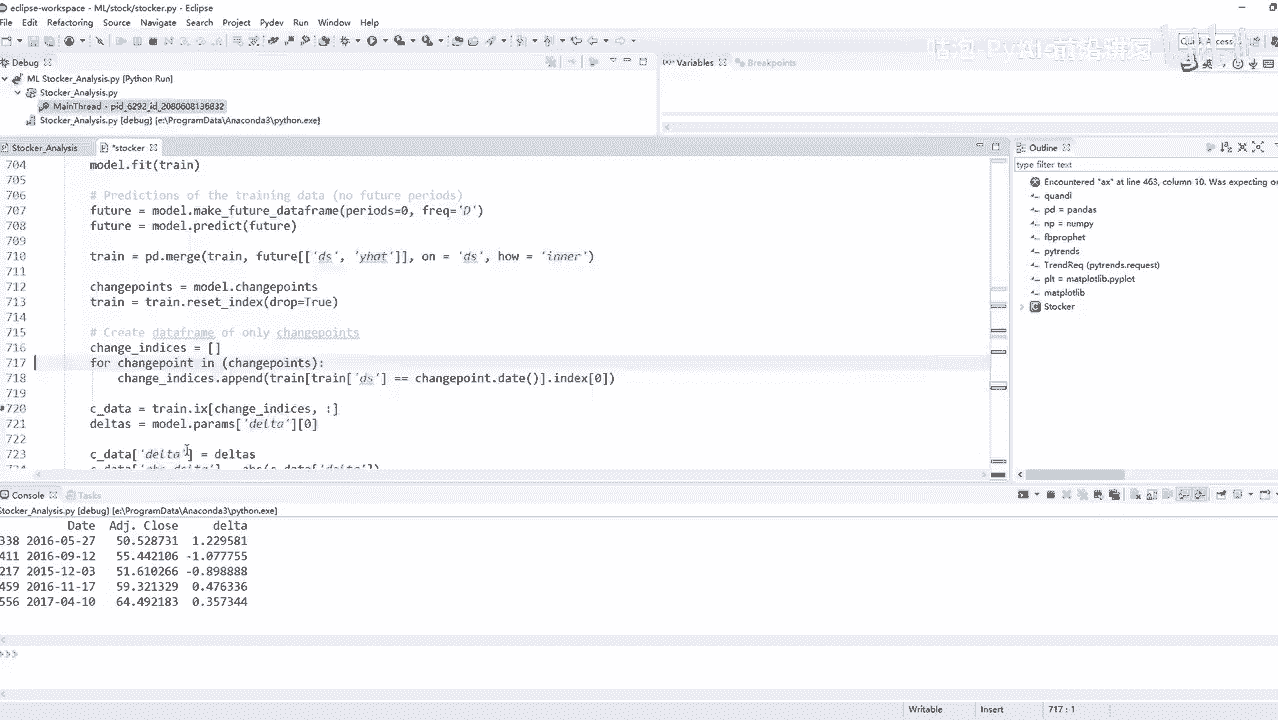 eclipse-workspace - ML/stock/stocker.py - Eclipse
File Edit Refactoring Source Navigate Search Project Pydev Run Window Help
Quick Access
Debug
Variables Breakpoints
ML Stocker_Analysis.py [Python Run]
Stocker_Analysis.py
MainThread - pid_6292_id_2080608136832
Stocker_Analysis.py [debug] [e:\ProgramData\Anaconda3\python.exe]
Stocker_Analysis *stocker
Outline
type filter text
704 model.fit(train)
705
706 # Predictions of the training data (no future periods)
707 future = model.make_future_dataframe(periods=0, freq='D')
708 future = model.predict(future)
709
710 train = pd.merge(train, future[['ds', 'yhat']], on = 'ds', how = 'inner')
711
712 changepoints = model.changepoints
713 train = train.reset_index(drop=True)
714
715 # Create dataframe of only changepoints
716 change_indices = []
717 for changepoint in (changepoints):
718 change_indices.append(train[train['ds'] == changepoint.date()].index[0])
719
720 c_data = train.ix[change_indices, :]
721 deltas = model.params['delta'][0]
722
723 c_data['delta'] = deltas
Encountered "ax" at line 463, column 10. Was expecting
quandl
pd = pandas
np = numpy
fbprophet
pytrends
TrendReq (pytrends.request)
plt = matplotlib.pyplot
matplotlib
Stocker
Console Tasks
Stocker_Analysis.py [debug] [e:\ProgramData\Anaconda3\python.exe]
Date Adj. Close delta
338 2016-05-27 50.528731 1.229581
411 2016-09-12 55.442106 -1.077755
217 2015-12-03 51.610266 -0.898888
459 2016-11-17 59.321329 0.476336
556 2017-04-10 64.492183 0.357344
>>>
Writable Insert 717 : 1